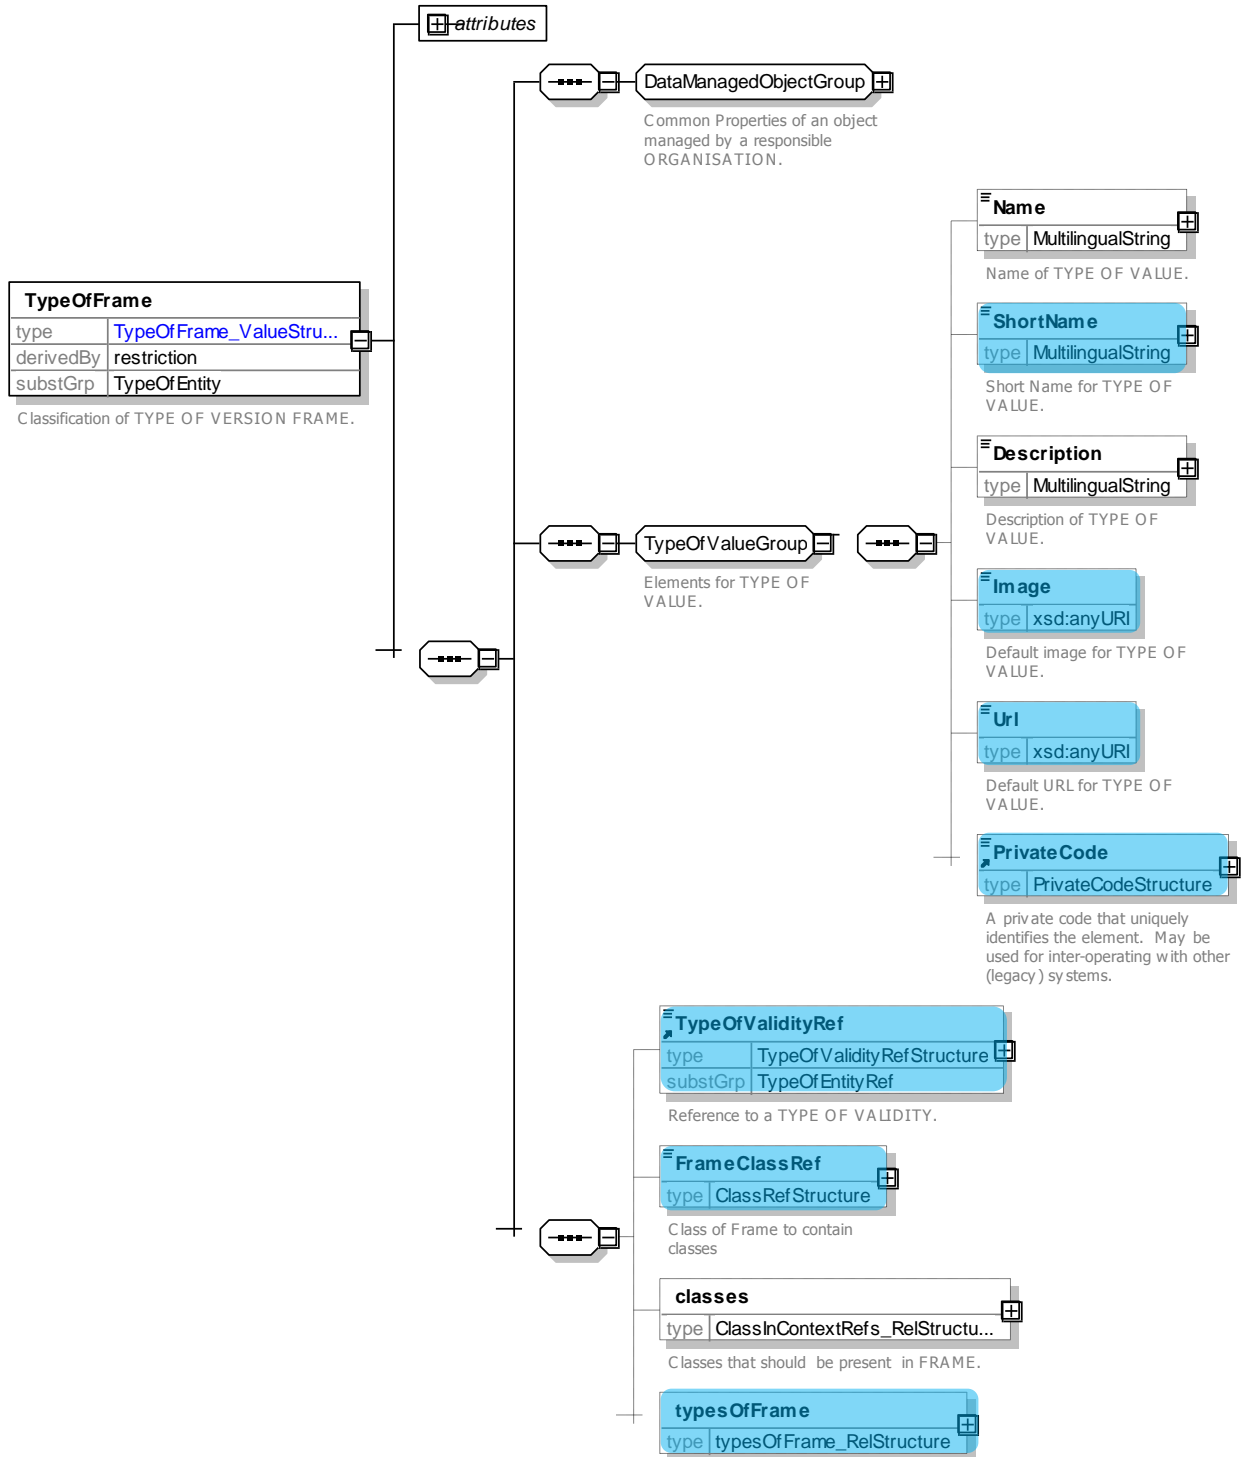 attributes
DataManagedObjectGroup
Common Properties of an object
managed by a responsible
ORGANISATION.
Name
type MultilingualString
Name of TYPE OF VALUE.
TypeOfFrame
type TypeOfFrame_ValueStru...
derivedBy restriction
substGrp TypeOfEntity
Classification of TYPE OF VERSION FRAME.
ShortName
type MultilingualString
Short Name for TYPE OF
VALUE.
Description
type MultilingualString
Description of TYPE OF
VALUE.
TypeOfValueGroup
Elements for TYPE OF
VALUE.
Image
type xsd:anyURI
Default image for TYPE OF
VALUE.
Url
type xsd:anyURI
Default URL for TYPE OF
VALUE.
PrivateCode
type PrivateCodeStructure
A private code that uniquely
identifies the element. May be
used for inter-operating with other
(legacy) systems.
TypeOfValidityRef
type TypeOfValidityRefStructure
substGrp TypeOfEntityRef
Reference to a TYPE OF VALIDITY.
FrameClassRef
type ClassRefStructure
Class of Frame to contain
classes
classes
type ClassInContextRefs_RelStructu...
Classes that should be present in FRAME.
typesOfFrame
type typesOfFrame_RelStructure